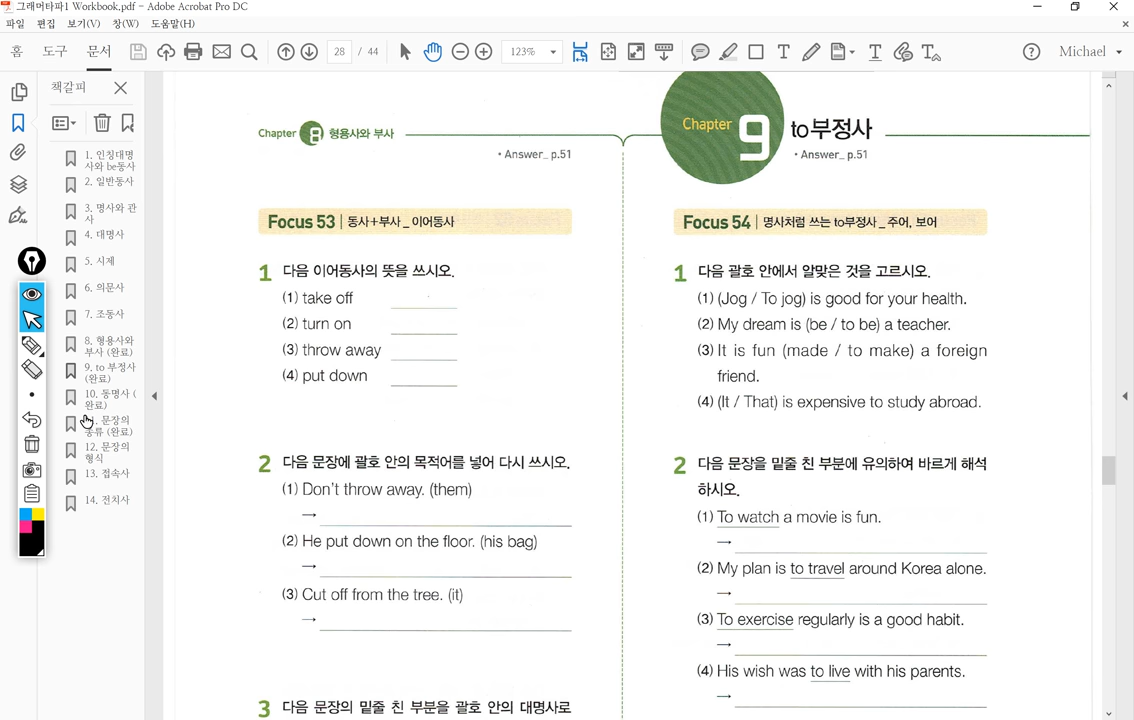 그래머타파1 Workbook.pdf - Adobe Acrobat Pro DC
파일 편집 보기(V) 창(W) 도움말(H)
홈 도구 문서 28 / 44 123% Michael
책갈피
1. 인칭대명
사와 be동사
2. 일반동사
3. 명사와 관
사
4. 대명사
5. 시제
6. 의문사
7. 조동사
8. 형용사와
부사 (완료)
9. to 부정사
(완료)
10. 동명사 (
완료)
. 문장의
종류 (완료)
12. 문장의
형식
13. 접속사
14. 전치사
Chapter 8 형용사와 부사
• Answer_ p.51
Focus 53 | 동사+부사 _ 이어동사
1 다음 이어동사의 뜻을 쓰시오.
(1) take off
(2) turn on
(3) throw away
(4) put down
2 다음 문장에 괄호 안의 목적어를 넣어 다시 쓰시오.
(1) Don't throw away. (them)
→
(2) He put down on the floor. (his bag)
→
(3) Cut off from the tree. (it)
→
3 다음 문장의 밑줄 친 부분을 괄호 안의 대명사로
Chapter 9 to부정사
• Answer_ p.51
Focus 54 | 명사처럼 쓰는 to부정사 _ 주어, 보어
1 다음 괄호 안에서 알맞은 것을 고르시오.
(1) (Jog / To jog) is good for your health.
(2) My dream is (be / to be) a teacher.
(3) It is fun (made / to make) a foreign
friend.
(4) (It / That) is expensive to study abroad.
2 다음 문장을 밑줄 친 부분에 유의하여 바르게 해석
하시오.
(1) To watch a movie is fun.
→
(2) My plan is to travel around Korea alone.
→
(3) To exercise regularly is a good habit.
→
(4) His wish was to live with his parents.
→